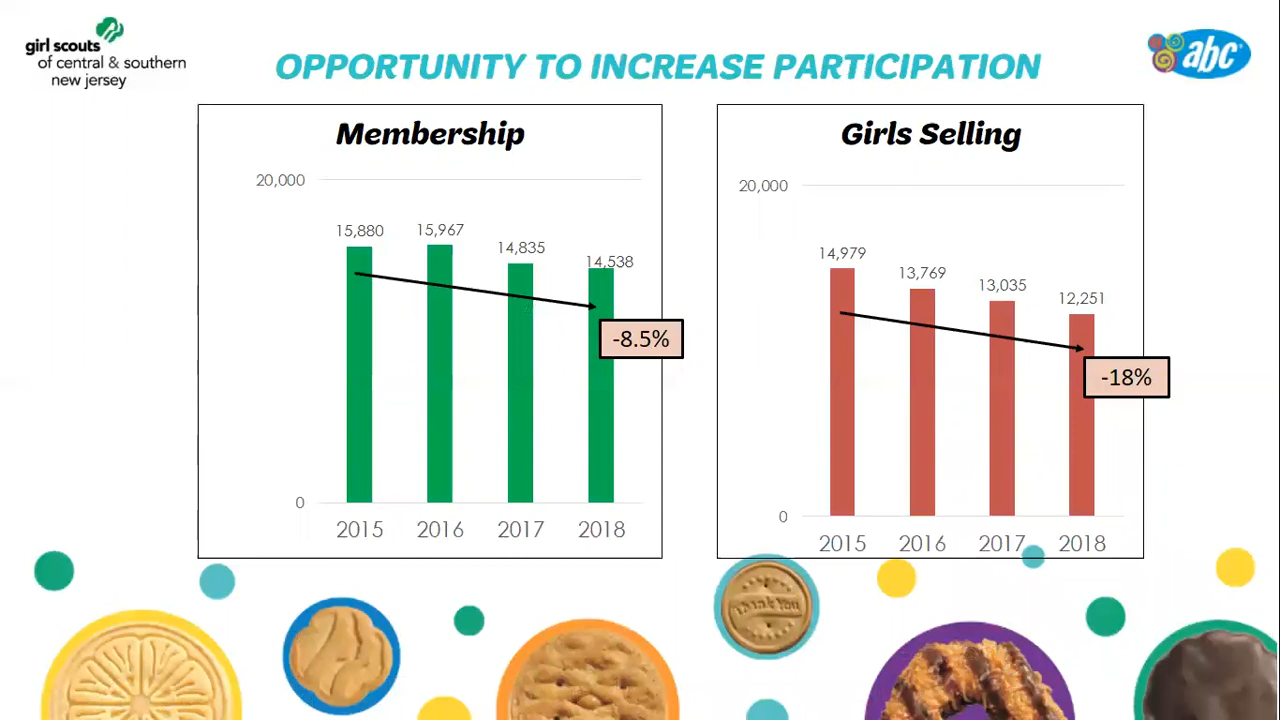 girl scouts
of central & southern
new jersey
OPPORTUNITY TO INCREASE PARTICIPATION
abc
Membership
20,000
15,880
15,967
14,835
14,538
-8.5%
0
2015 2016 2017 2018
Girls Selling
20,000
14,979
13,769
13,035
12,251
-18%
0
2015 2016 2017 2018
Thank You